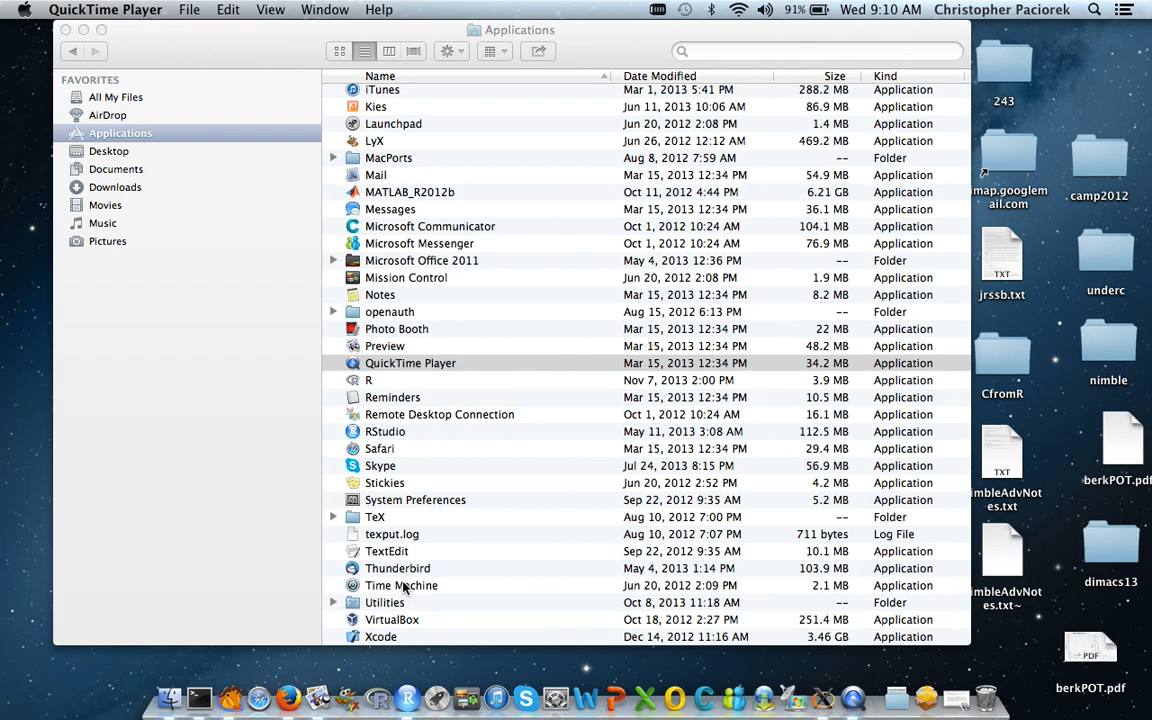 QuickTime Player File Edit View Window Help 91% Wed 9:10 AM Christopher Paciorek
Applications
FAVORITES
All My Files
AirDrop
Applications
Desktop
Documents
Downloads
Movies
Music
Pictures
Name Date Modified Size Kind
iTunes Mar 1, 2013 5:41 PM 288.2 MB Application
Kies Jun 11, 2013 10:06 AM 86.9 MB Application
Launchpad Jun 20, 2012 2:08 PM 1.4 MB Application
LyX Jun 26, 2012 12:12 AM 469.2 MB Application
MacPorts Aug 8, 2012 7:59 AM -- Folder
Mail Mar 15, 2013 12:34 PM 54.9 MB Application
MATLAB_R2012b Oct 11, 2012 4:44 PM 6.21 GB Application
Messages Mar 15, 2013 12:34 PM 36.1 MB Application
Microsoft Communicator Oct 1, 2012 10:24 AM 104.1 MB Application
Microsoft Messenger Oct 1, 2012 10:24 AM 76.9 MB Application
Microsoft Office 2011 May 4, 2013 12:36 PM -- Folder
Mission Control Jun 20, 2012 2:08 PM 1.9 MB Application
Notes Mar 15, 2013 12:34 PM 8.2 MB Application
openauth Aug 15, 2012 6:13 PM -- Folder
Photo Booth Mar 15, 2013 12:34 PM 22 MB Application
Preview Mar 15, 2013 12:34 PM 48.2 MB Application
QuickTime Player Mar 15, 2013 12:34 PM 34.2 MB Application
R Nov 7, 2013 2:00 PM 3.9 MB Application
Reminders Mar 15, 2013 12:34 PM 10.5 MB Application
Remote Desktop Connection Oct 1, 2012 10:24 AM 16.1 MB Application
RStudio May 11, 2013 3:08 AM 112.5 MB Application
Safari Mar 15, 2013 12:34 PM 29.4 MB Application
Skype Jul 24, 2013 8:15 PM 56.9 MB Application
Stickies Jun 20, 2012 2:52 PM 4.2 MB Application
System Preferences Sep 22, 2012 9:35 AM 5.2 MB Application
TeX Aug 10, 2012 7:00 PM -- Folder
texput.log Aug 10, 2012 7:07 PM 711 bytes Log File
TextEdit Sep 22, 2012 9:35 AM 10.1 MB Application
Thunderbird May 4, 2013 1:14 PM 103.9 MB Application
Time Machine Jun 20, 2012 2:09 PM 2.1 MB Application
Utilities Oct 8, 2013 11:18 AM -- Folder
VirtualBox Oct 18, 2012 2:27 PM 251.4 MB Application
Xcode Dec 14, 2012 11:16 AM 3.46 GB Application
243
imap.googlem
ail.com
camp2012
TXT
jrssb.txt
underc
CfromR
nimble
TXT
imbleAdvNot
es.txt
berkPOT.pdf
imbleAdvNot
es.txt~
dimacs13
PDF
berkPOT.pdf